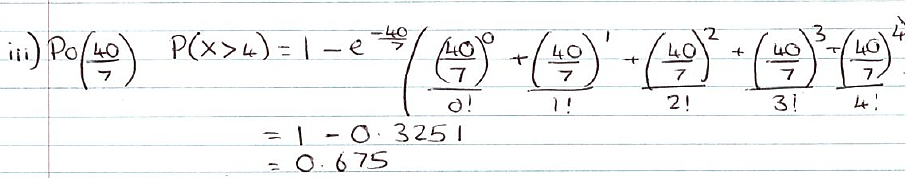 iii) Po(40/7) P(X>4) = 1 - e^(-40/7) ( (40/7)^0/0! + (40/7)^1/1! + (40/7)^2/2! + (40/7)^3/3! + (40/7)^4/4!
= 1 - 0.3251
= 0.675